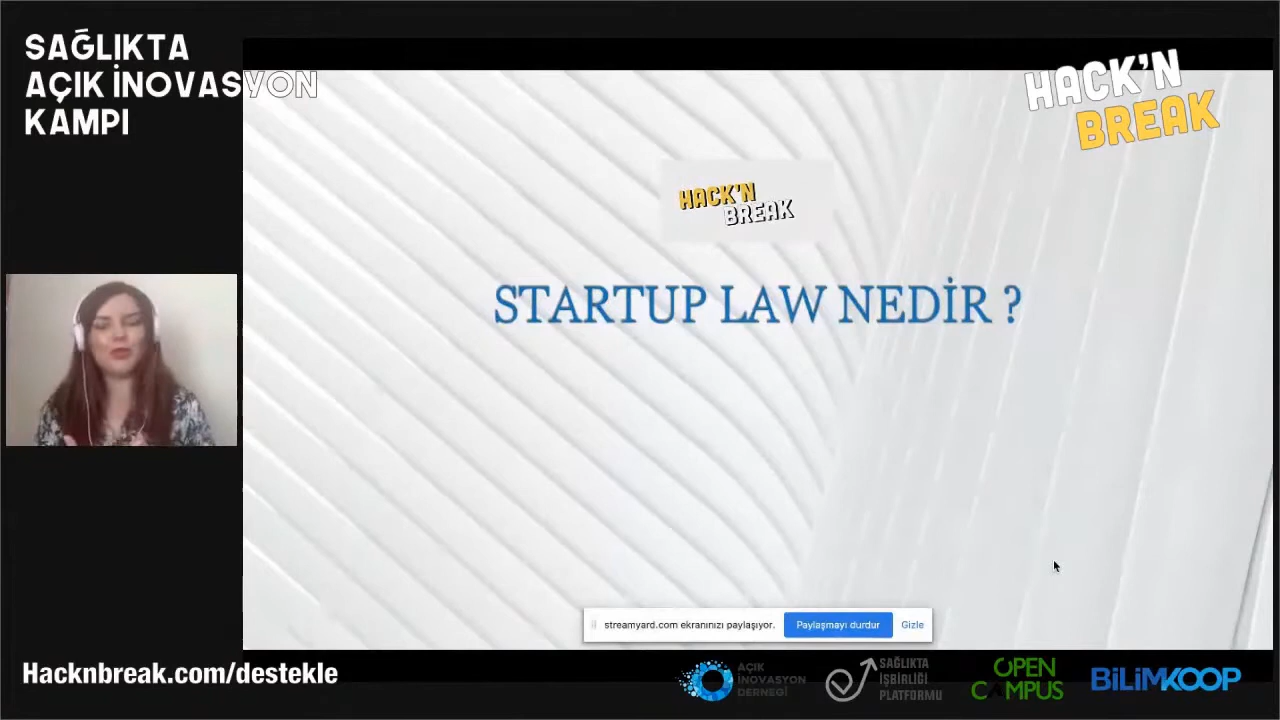 SAĞLIKTA
AÇIK İNOVASYON
KAMPI
HACK'N
BREAK
HACK'N
BREAK
STARTUP LAW NEDİR ?
streamyard.com ekranınızı paylaşıyor.
Paylaşmayı durdur
Gizle
Hacknbreak.com/destekle
AÇIK
İNOVASYON
DERNEĞİ
SAĞLIKTA
İŞBİRLİĞİ
PLATFORMU
OPEN
CAMPUS
BİLİMKOOP